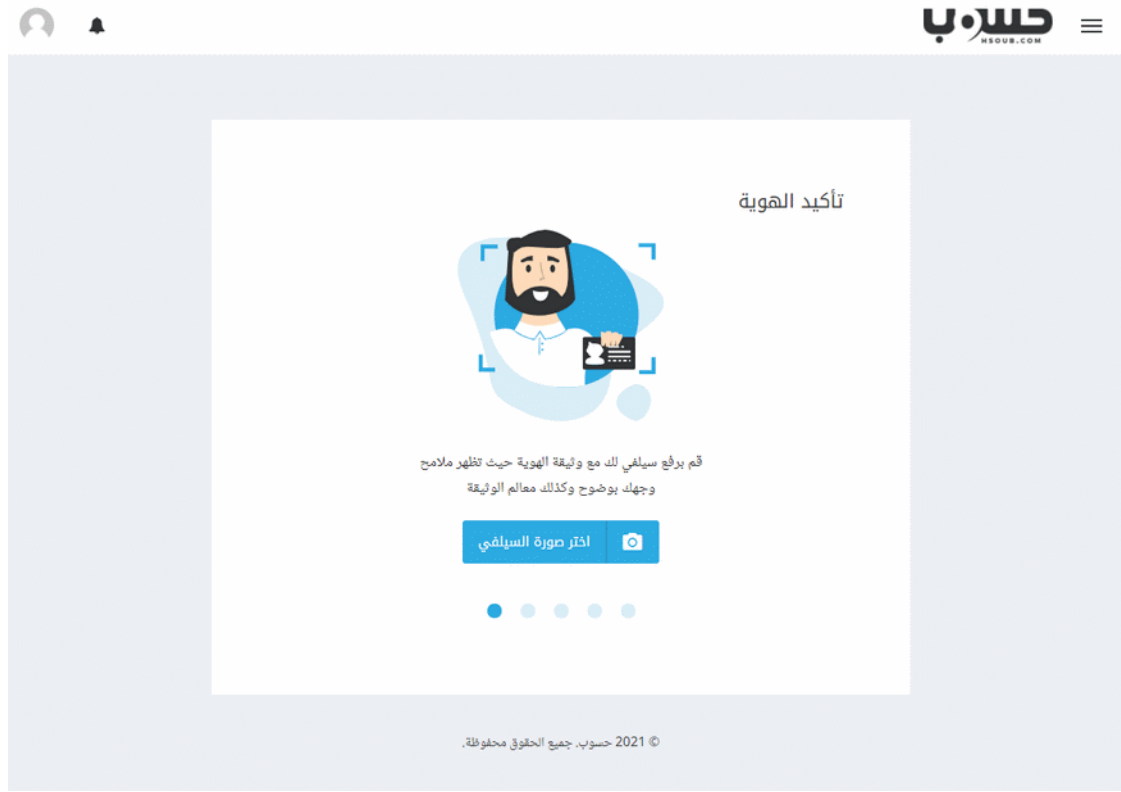 حسوب
HSOUB.COM
تأكيد الهوية
قم برفع سيلفي لك مع وثيقة الهوية حيث تظهر ملامح
وجهك بوضوح وكذلك معالم الوثيقة
اختر صورة السيلفي
© 2021 حسوب. جميع الحقوق محفوظة.